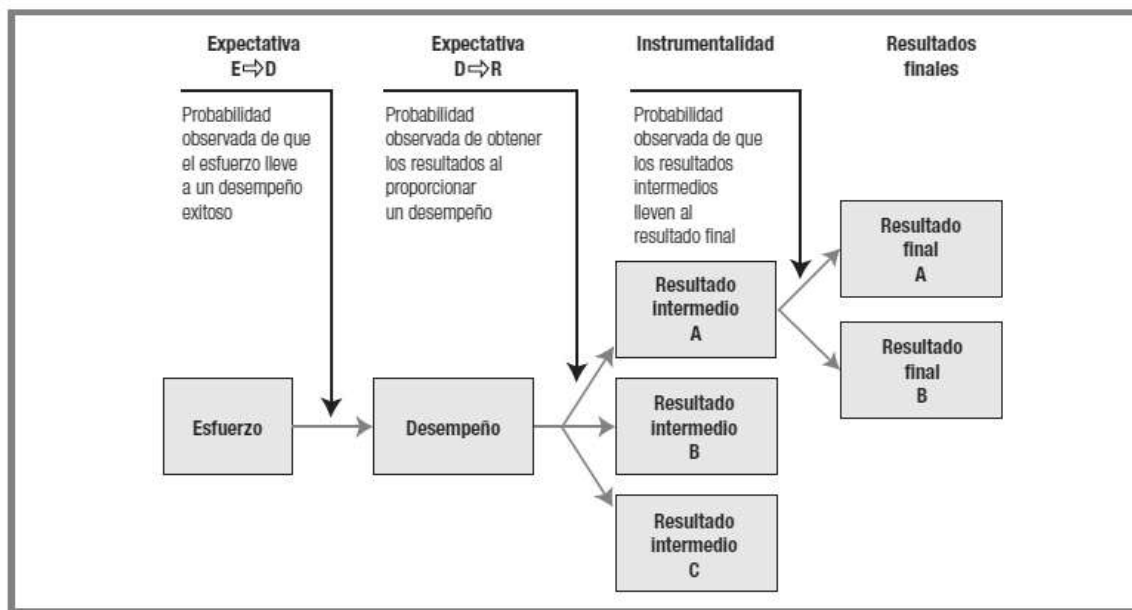 Expectativa
E⇨D
Expectativa
D⇨R
Instrumentalidad
Resultados
finales
Probabilidad
observada de que
el esfuerzo lleve
a un desempeño
exitoso
Probabilidad
observada de obtener
los resultados al
proporcionar
un desempeño
Probabilidad
observada de que
los resultados
intermedios
lleven al
resultado final
Resultado
final
A
Resultado
intermedio
A
Resultado
final
B
Esfuerzo
Desempeño
Resultado
intermedio
B
Resultado
intermedio
C